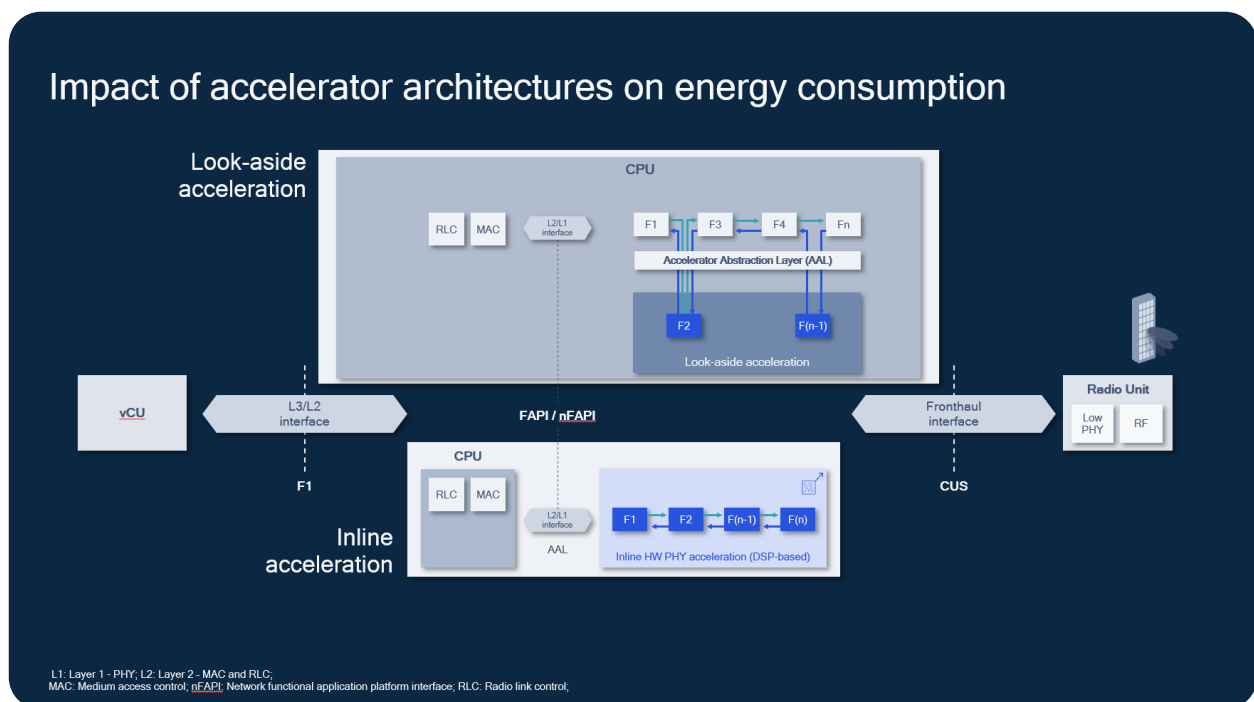 Impact of accelerator architectures on energy consumption
Look-aside
acceleration
CPU
RLC
MAC
L2/L1
interface
F1
F3
F4
Fn
Accelerator Abstraction Layer (AAL)
F2
F(n-1)
Look-aside acceleration
vCU
L3/L2
interface
F1
FAPI / nFAPI
Fronthaul
interface
CUS
Radio Unit
Low
PHY
RF
Inline
acceleration
CPU
RLC
MAC
L2/L1
interface
AAL
F1
F2
F(n-1)
F(n)
Inline HW PHY acceleration (DSP-based)
L1: Layer 1 - PHY; L2: Layer 2 - MAC and RLC;
MAC: Medium access control; nFAPI: Network functional application platform interface; RLC: Radio link control;